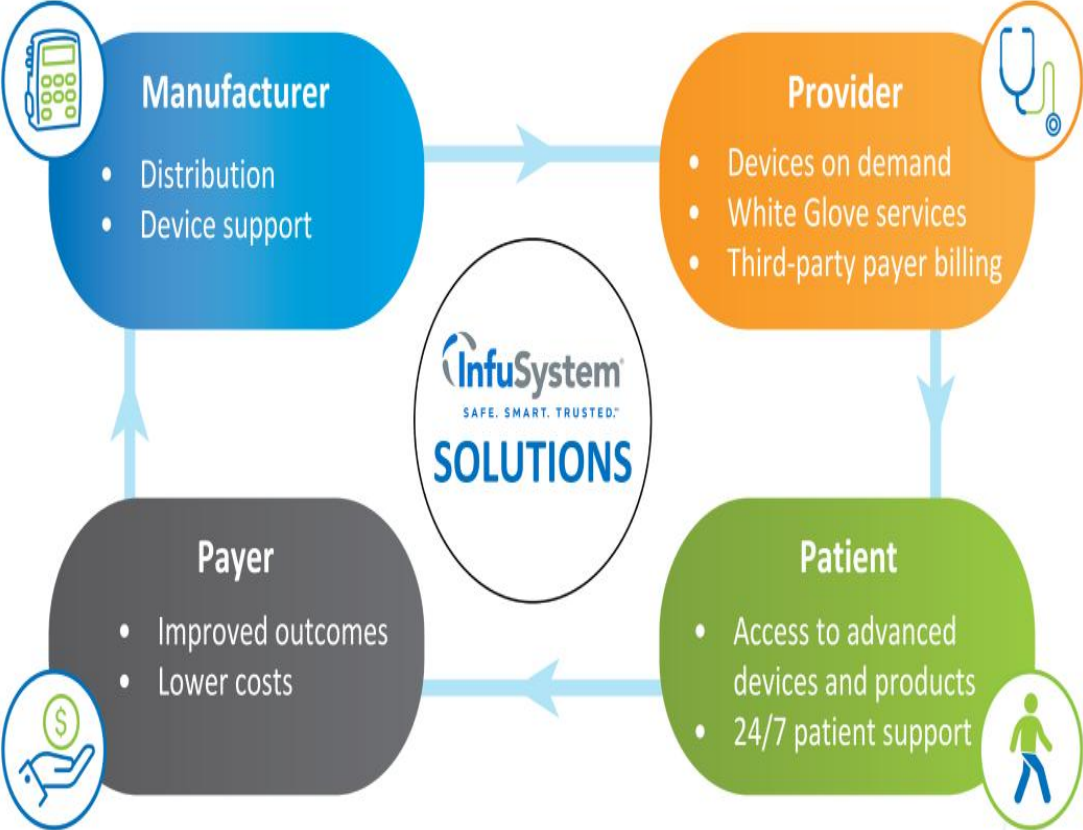 Manufacturer
• Distribution
• Device support
Provider
• Devices on demand
• White Glove services
• Third-party payer billing
InfuSystem®
SAFE. SMART. TRUSTED.™
SOLUTIONS
Payer
• Improved outcomes
• Lower costs
$
Patient
• Access to advanced
devices and products
• 24/7 patient support